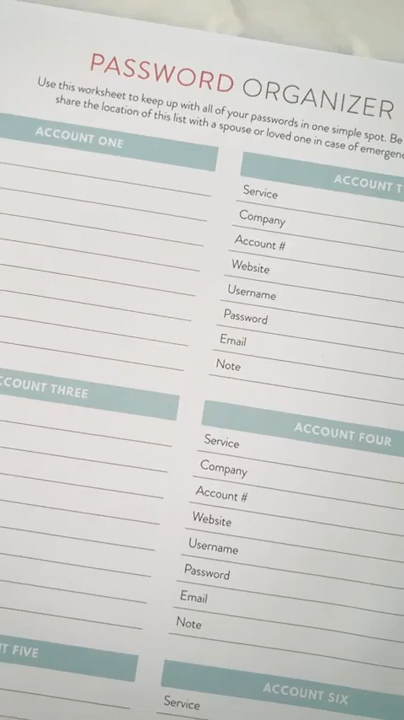 PASSWORD ORGANIZER
Use this worksheet to keep up with all of your passwords in one simple spot. Be
share the location of this list with a spouse or loved one in case of
ACCOUNT ONE
ACCOUNT
Service
Company
Account #
Website
Username
Password
Email
Note
THREE
ACCOUNT FOUR
Service
Company
Account #
Website
Username
Password
Email
Note
FIVE
ACCOUNT SIX
Service